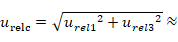 u_relc = √(u_rel1² + u_rel3²) ≈